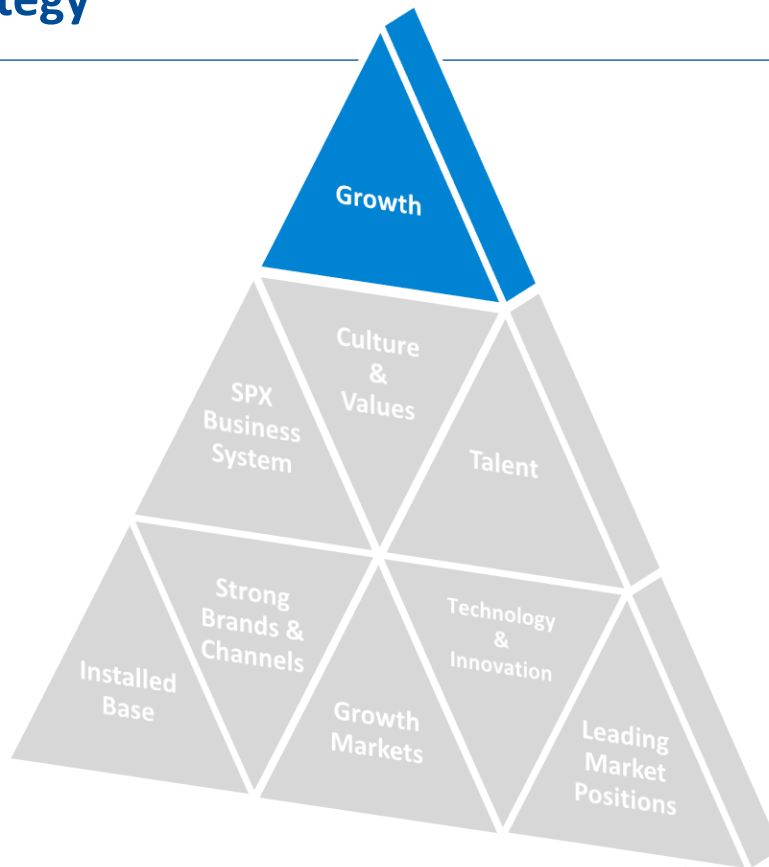 Growth
Culture
&
Values
SPX
Business
System
Talent
Strong
Brands &
Channels
Technology
&
Innovation
Installed
Base
Growth
Markets
Leading
Market
Positions